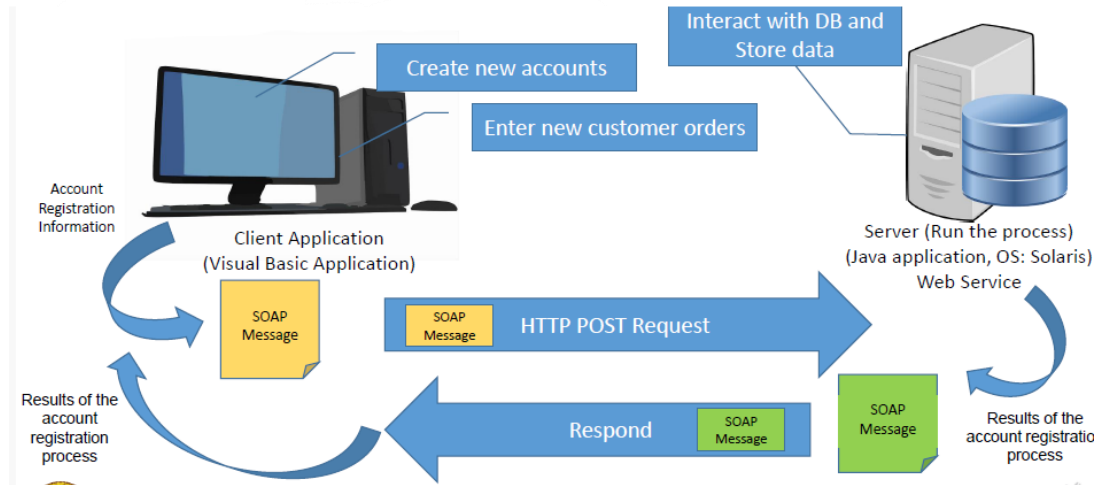 Interact with DB and
Store data
Create new accounts
Enter new customer orders
Account
Registration
Information
Client Application
(Visual Basic Application)
Server (Run the process)
(Java application, OS: Solaris)
Web Service
SOAP
Message
SOAP
Message
HTTP POST Request
Results of the
account
registration
process
Respond
SOAP
Message
SOAP
Message
Results of the
account registratio
process